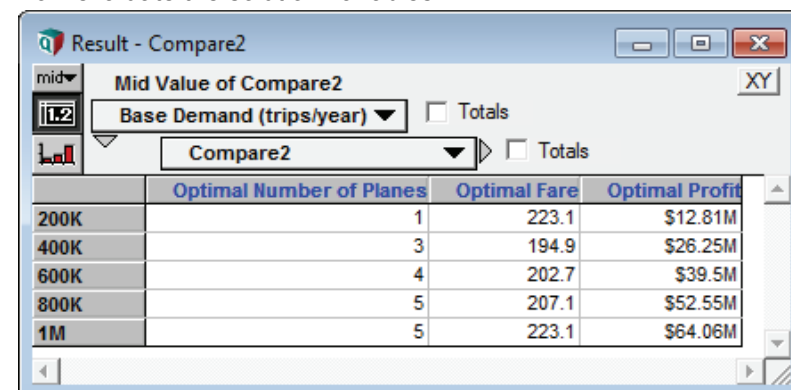 Result - Compare2
mid
Mid Value of Compare2
XY
1.2
Base Demand (trips/year)
Totals
Compare2
Totals
Optimal Number of Planes Optimal Fare Optimal Profit
200K 1 223.1 $12.81M
400K 3 194.9 $26.25M
600K 4 202.7 $39.5M
800K 5 207.1 $52.55M
1M 5 223.1 $64.06M